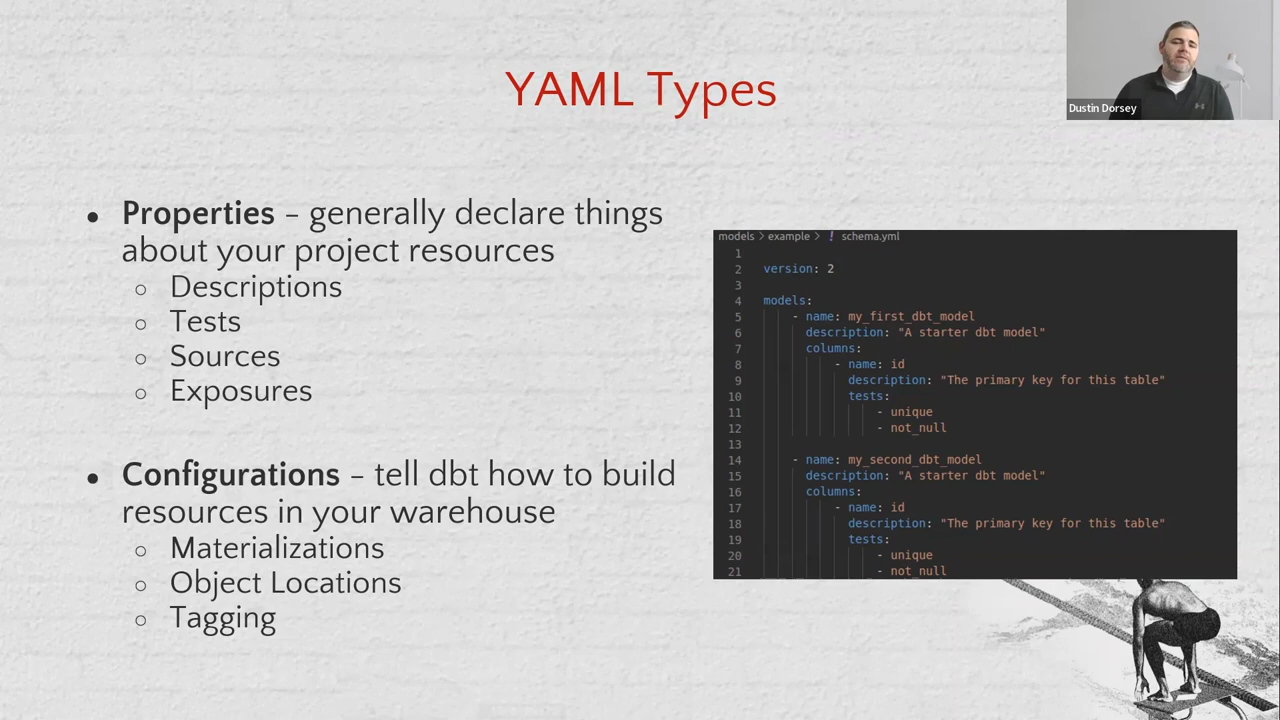 YAML Types
Dustin Dorsey
● Properties – generally declare things
about your project resources
○ Descriptions
○ Tests
○ Sources
○ Exposures
● Configurations – tell dbt how to build
resources in your warehouse
○ Materializations
○ Object Locations
○ Tagging
models > example > ! schema.yml
1
2 version: 2
3
4 models:
5 - name: my_first_dbt_model
6 description: "A starter dbt model"
7 columns:
8 - name: id
9 description: "The primary key for this table"
10 tests:
11 - unique
12 - not_null
13
14 - name: my_second_dbt_model
15 description: "A starter dbt model"
16 columns:
17 - name: id
18 description: "The primary key for this table"
19 tests:
20 - unique
21 - not_null